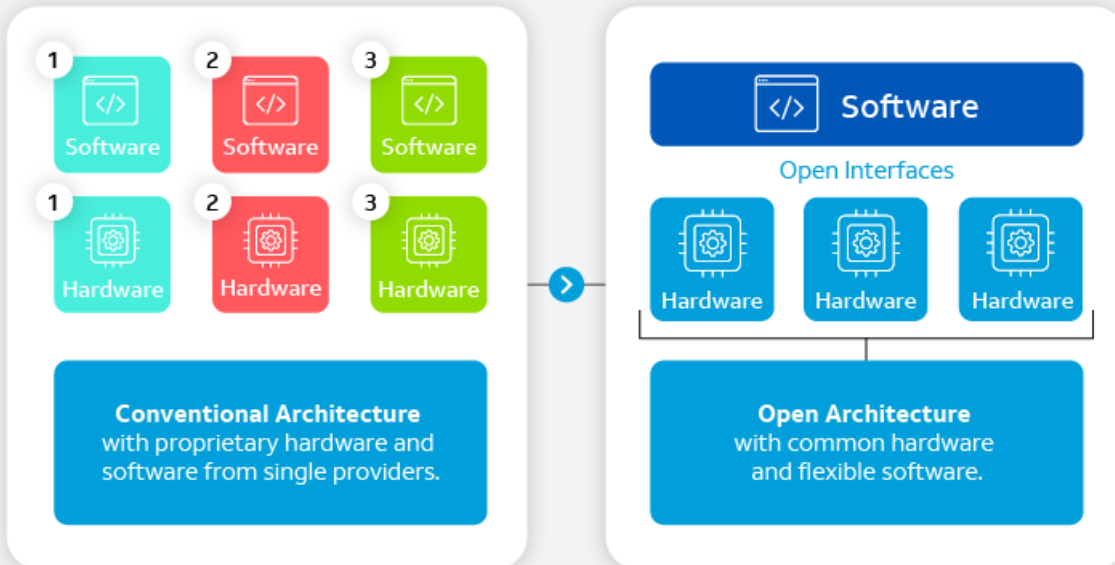 1
2
3
Software
Software
Software
1
2
3
Hardware
Hardware
Hardware
Conventional Architecture
with proprietary hardware and
software from single providers.
Software
Open Interfaces
Hardware
Hardware
Hardware
Open Architecture
with common hardware
and flexible software.